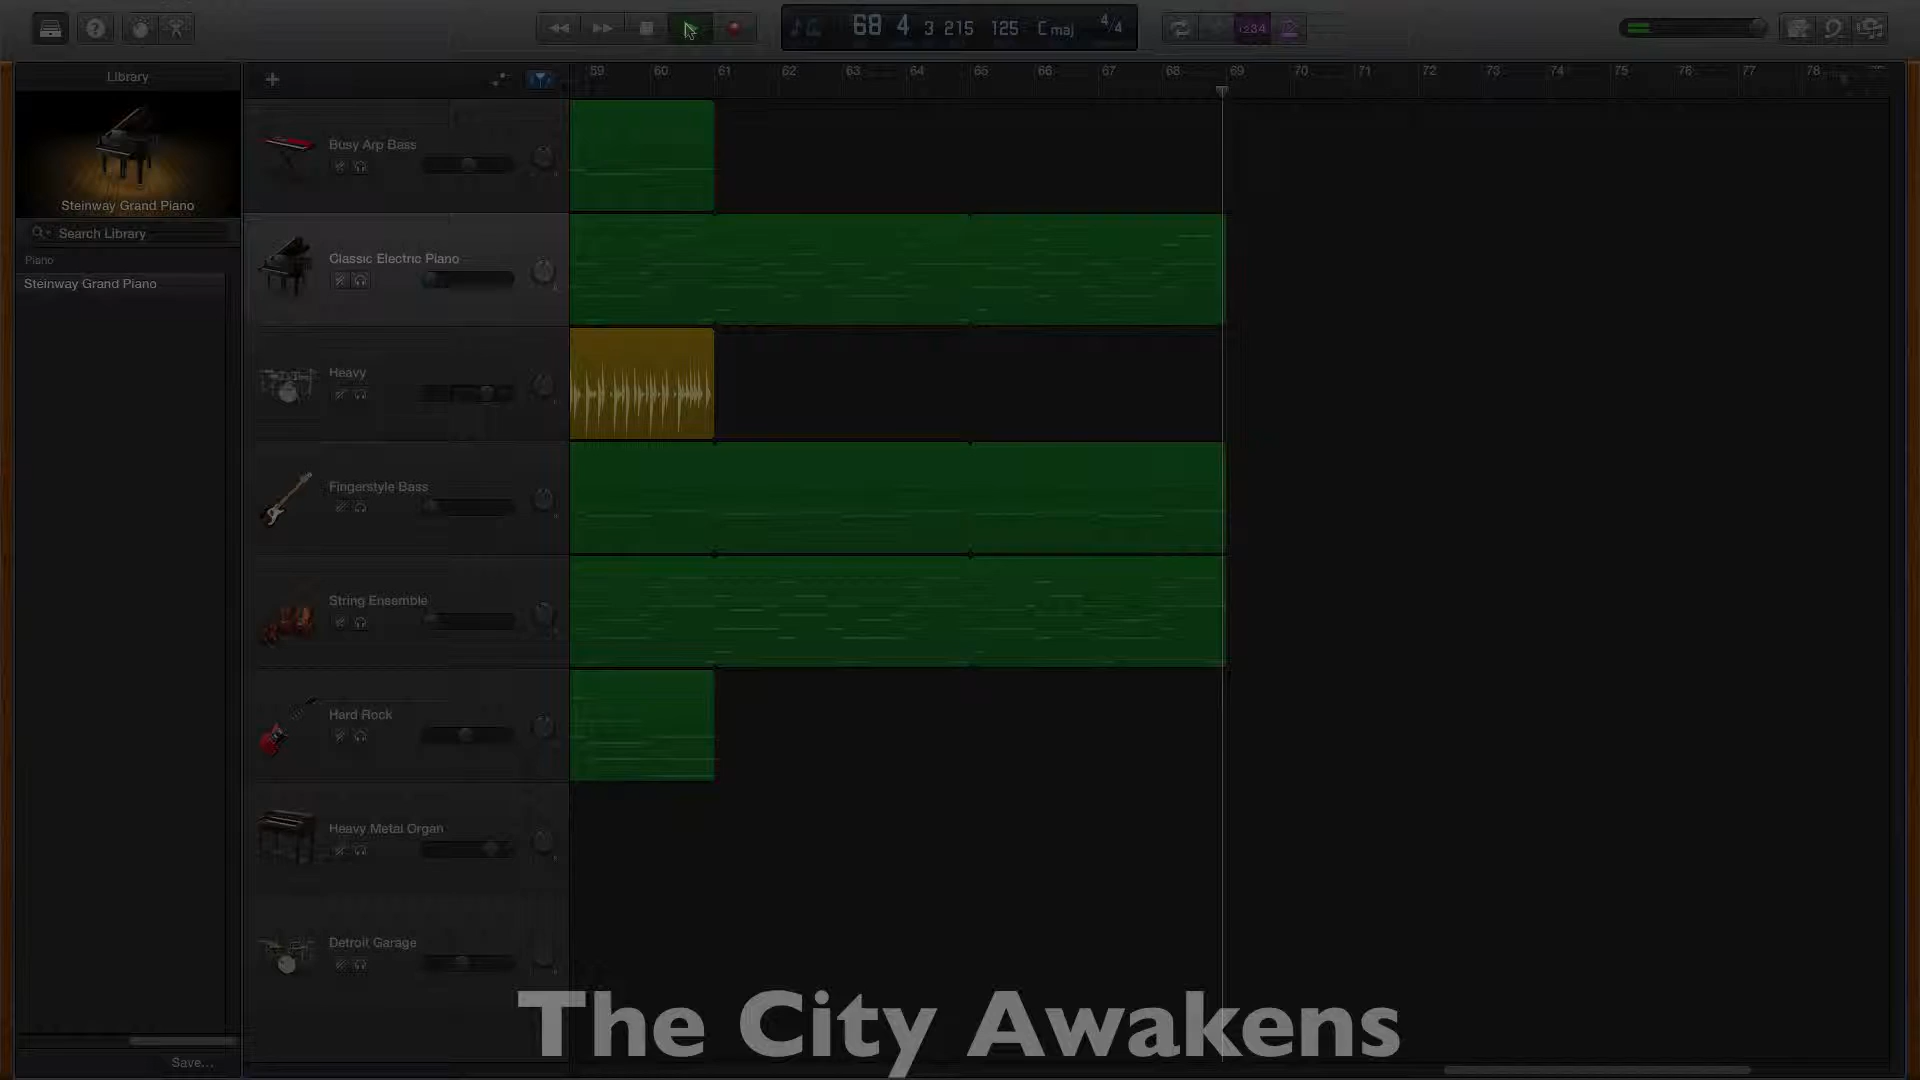 68 4 3 215 125 C maj 4/4
1234
Library
59 60 61 62 63 64 65 66 67 68 69 70 71 72 73 74 75 76 77 78
Steinway Grand Piano
Search Library
Piano
Steinway Grand Piano
Busy Arp Bass
Classic Electric Piano
Heavy
Fingerstyle Bass
String Ensemble
Hard Rock
Heavy Metal Organ
Detroit Garage
The City Awakens
Save...